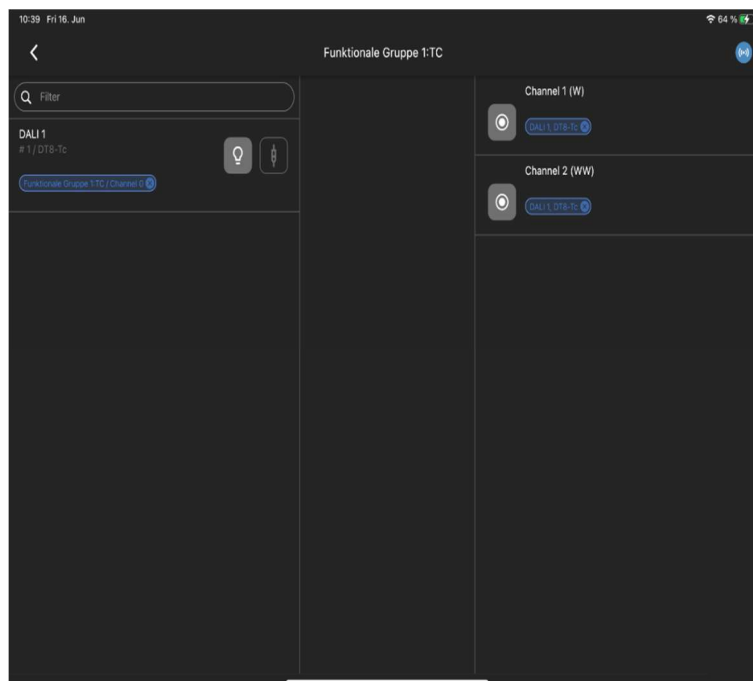 10:39 Fri 16. Jun
64 %
Funktionale Gruppe 1:TC
Filter
DALI 1
# 1 / DT8-Tc
Funktionale Gruppe 1:TC / Channel 0
Channel 1 (W)
DALI 1, DT8-Tc
Channel 2 (WW)
DALI 1, DT8-Tc